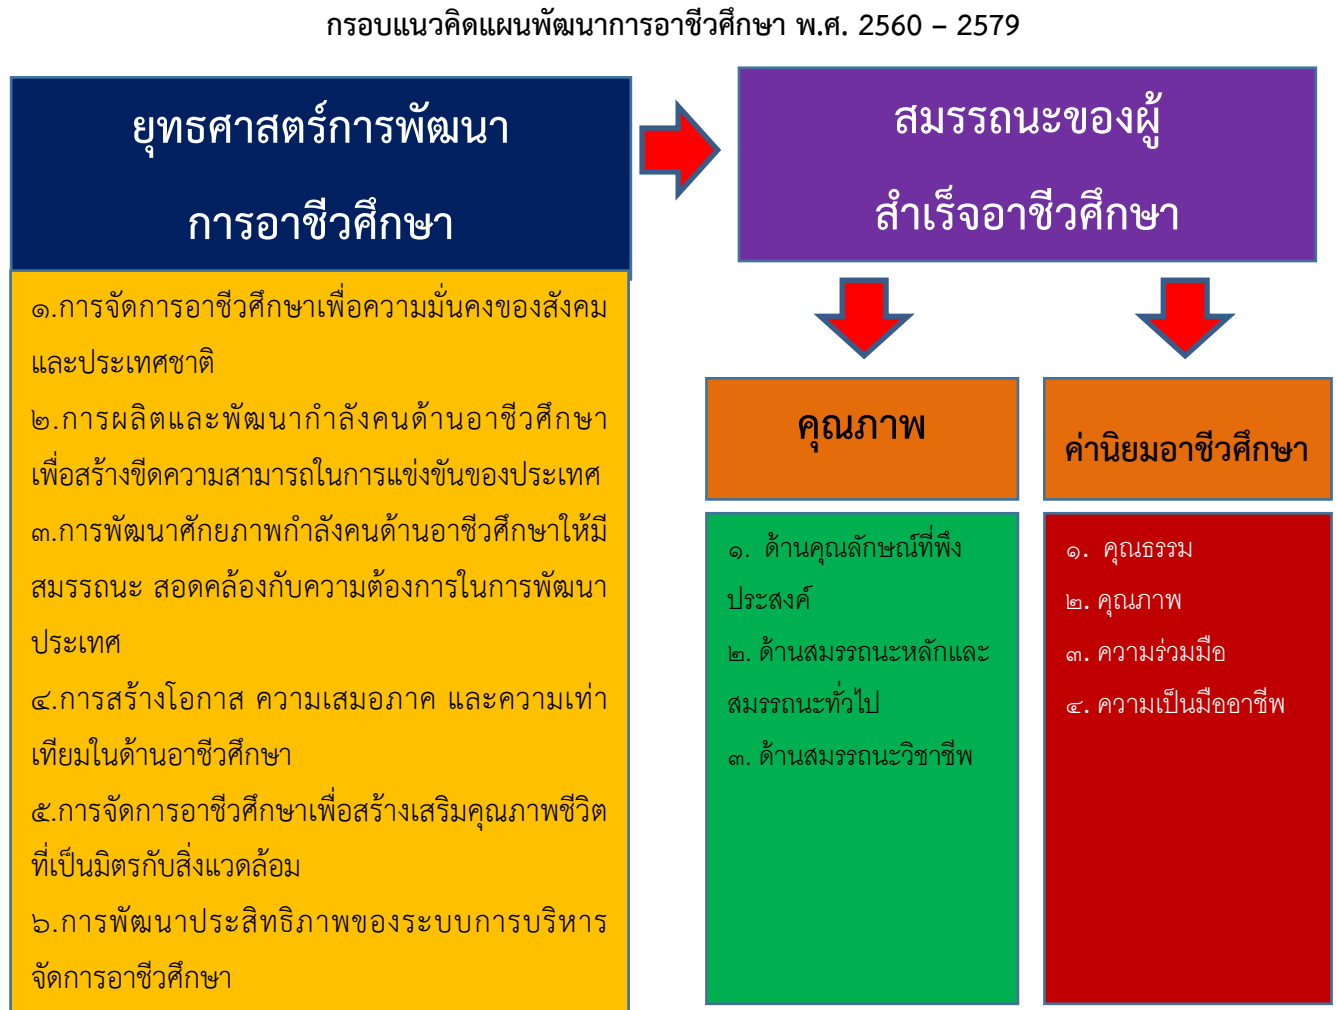 กรอบแนวคิดแผนพัฒนาการอาชีวศึกษา พ.ศ. 2560 – 2579
ยุทธศาสตร์การพัฒนา
การอาชีวศึกษา
๑.การจัดการอาชีวศึกษาเพื่อความมั่นคงของสังคม
และประเทศชาติ
๒.การผลิตและพัฒนากำลังคนด้านอาชีวศึกษา
เพื่อสร้างขีดความสามารถในการแข่งขันของประเทศ
๓.การพัฒนาศักยภาพกำลังคนด้านอาชีวศึกษาให้มี
สมรรถนะ สอดคล้องกับความต้องการในการพัฒนา
ประเทศ
๔.การสร้างโอกาส ความเสมอภาค และความเท่า
เทียมในด้านอาชีวศึกษา
๕.การจัดการอาชีวศึกษาเพื่อสร้างเสริมคุณภาพชีวิต
ที่เป็นมิตรกับสิ่งแวดล้อม
๖.การพัฒนาประสิทธิภาพของระบบการบริหาร
จัดการอาชีวศึกษา
สมรรถนะของผู้
สำเร็จอาชีวศึกษา
คุณภาพ
๑. ด้านคุณลักษณ์ที่พึง
ประสงค์
๒. ด้านสมรรถนะหลักและ
สมรรถนะทั่วไป
๓. ด้านสมรรถนะวิชาชีพ
ค่านิยมอาชีวศึกษา
๑. คุณธรรม
๒. คุณภาพ
๓. ความร่วมมือ
๔. ความเป็นมืออาชีพ